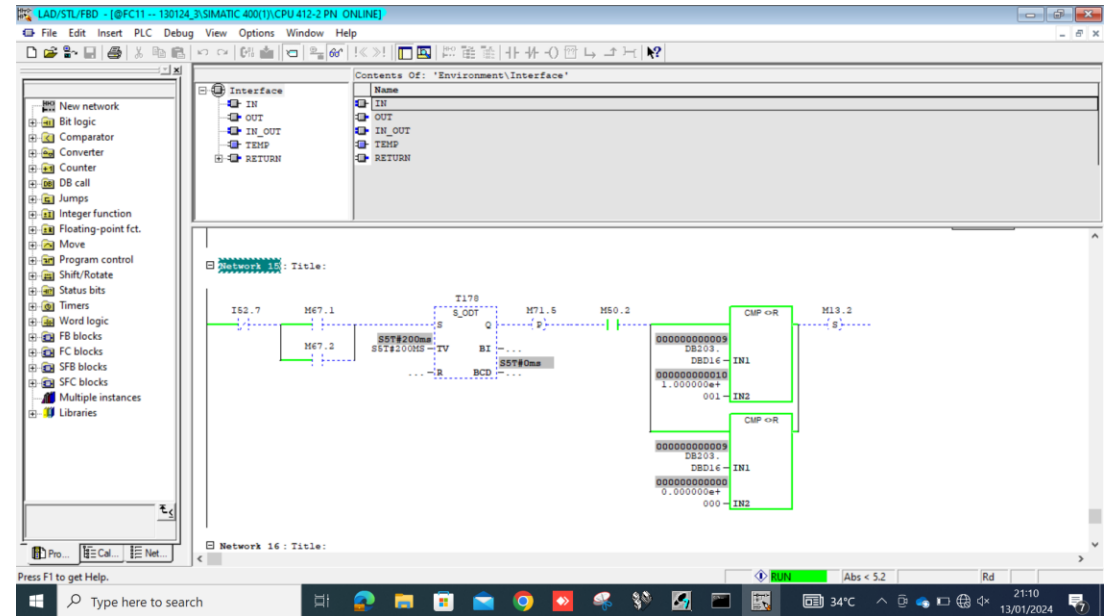 LAD/STL/FBD - [@FC11 -- 130124_3\SIMATIC 400(1)\CPU 412-2 PN ONLINE]
File Edit Insert PLC Debug View Options Window Help
Contents Of: 'Environment\Interface'
Interface
IN
OUT
IN_OUT
TEMP
RETURN
Name
IN
OUT
IN_OUT
TEMP
RETURN
New network
Bit logic
Comparator
Converter
Counter
DB call
Jumps
Integer function
Floating-point fct.
Move
Program control
Shift/Rotate
Status bits
Timers
Word logic
FB blocks
FC blocks
SFB blocks
SFC blocks
Multiple instances
Libraries
Pro... Cal... Net...
Network 15 : Title:
I52.7 M67.1 T178 M71.5 M50.2 M13.2
S_ODT CMP <>R
S Q P S
M67.2
S5T#200ms
S5T#200MS TV BI ...
S5T#0ms
... R BCD ...
000000000009
DB203.
DBD16 IN1
000000000010
1.000000e+
001 IN2
CMP <>R
000000000009
DB203.
DBD16 IN1
000000000000
0.000000e+
000 IN2
Network 16 : Title:
Press F1 to get Help.
RUN
Abs < 5.2
Rd
Type here to search
34°C
21:10
13/01/2024
7